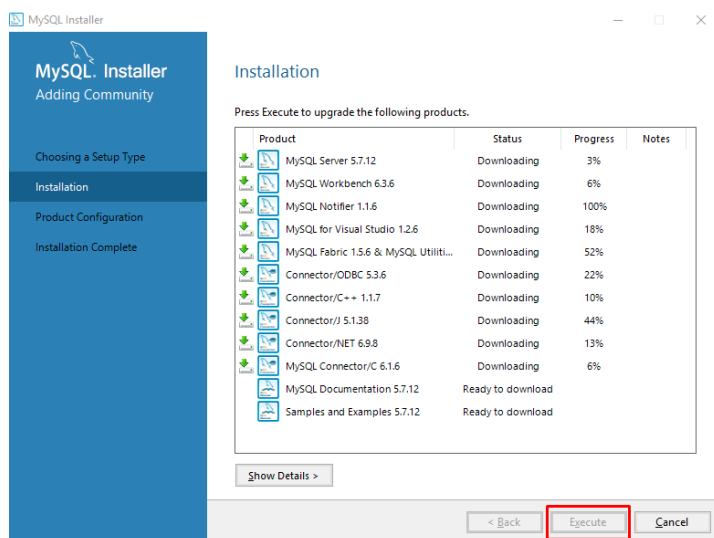 MySQL Installer
MySQL. Installer
Adding Community
Choosing a Setup Type
Installation
Product Configuration
Installation Complete
Installation
Press Execute to upgrade the following products.
Product Status Progress Notes
MySQL Server 5.7.12 Downloading 3%
MySQL Workbench 6.3.6 Downloading 6%
MySQL Notifier 1.1.6 Downloading 100%
MySQL for Visual Studio 1.2.6 Downloading 18%
MySQL Fabric 1.5.6 & MySQL Utiliti... Downloading 52%
Connector/ODBC 5.3.6 Downloading 22%
Connector/C++ 1.1.7 Downloading 10%
Connector/J 5.1.38 Downloading 44%
Connector/NET 6.9.8 Downloading 13%
MySQL Connector/C 6.1.6 Downloading 6%
MySQL Documentation 5.7.12 Ready to download
Samples and Examples 5.7.12 Ready to download
Show Details >
< Back Execute Cancel